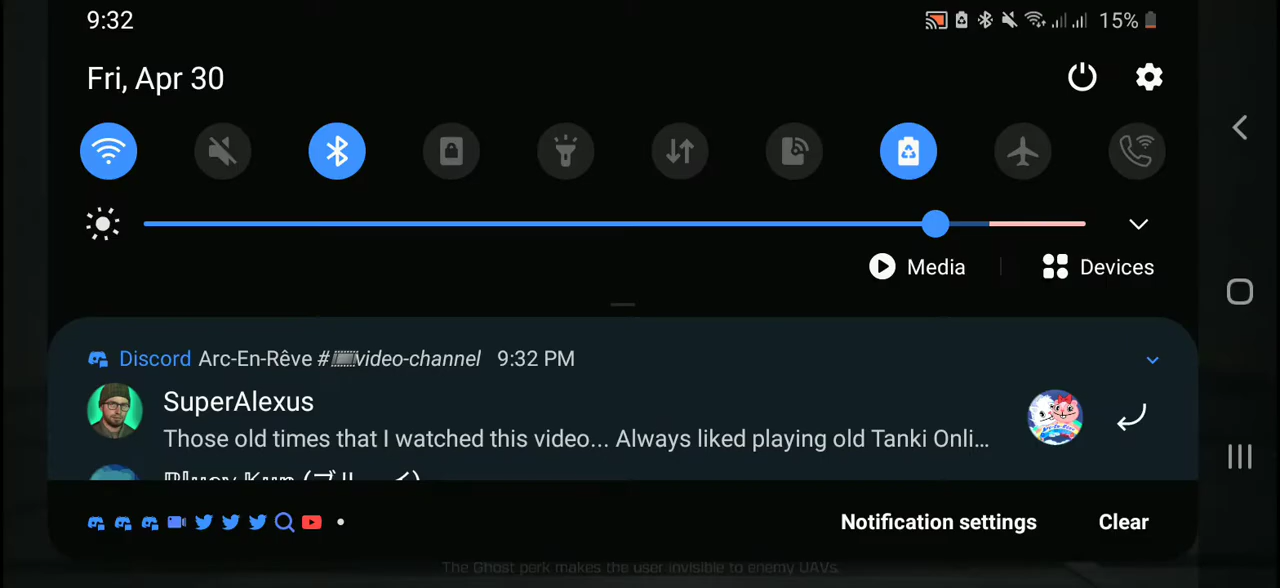 9:32
15%
Fri, Apr 30
Media
Devices
Discord Arc-En-Rêve #🎞video-channel 9:32 PM
SuperAlexus
Those old times that I watched this video... Always liked playing old Tanki Onli...
Notification settings
Clear
The Ghost perk makes the user invisible to enemy UAVs.